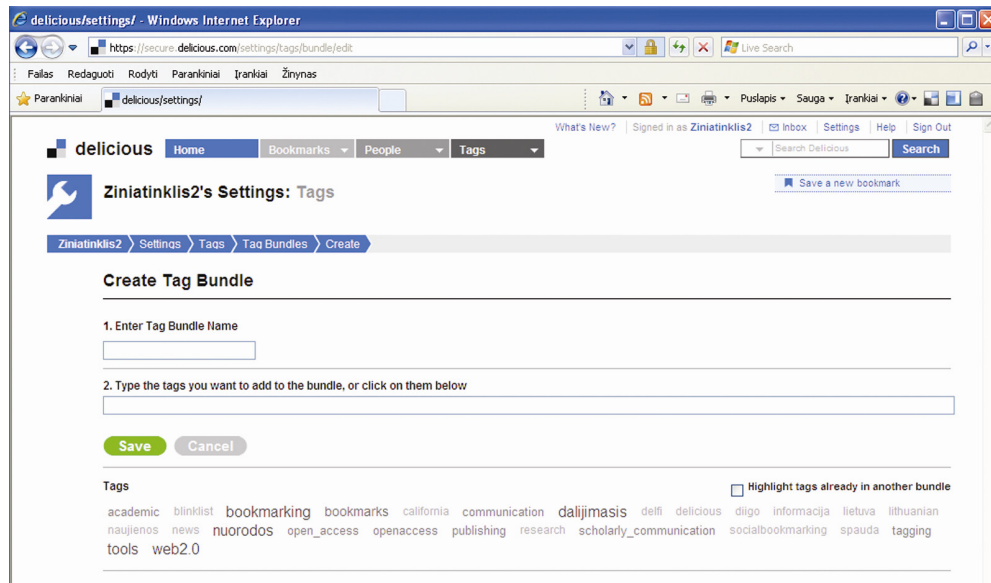 delicious/settings/ - Windows Internet Explorer
https://secure.delicious.com/settings/tags/bundle/edit
Live Search
Failas Redaguoti Rodyti Parankiniai Įrankiai Žinynas
Parankiniai delicious/settings/ Puslapis Sauga Įrankiai
What's New? Signed in as Ziniatinklis2 Inbox Settings Help Sign Out
delicious Home Bookmarks People Tags Search Delicious Search
Ziniatinklis2's Settings: Tags
Save a new bookmark
Ziniatinklis2 Settings Tags Tag Bundles Create
Create Tag Bundle
1. Enter Tag Bundle Name
2. Type the tags you want to add to the bundle, or click on them below
Save Cancel
Tags Highlight tags already in another bundle
academic blinklist bookmarking bookmarks california communication dalijimasis delfi delicious diigo informacija lietuva lithuanian
naujienos news nuorodos open_access openaccess publishing research scholarly_communication socialbookmarking spauda tagging
tools web2.0